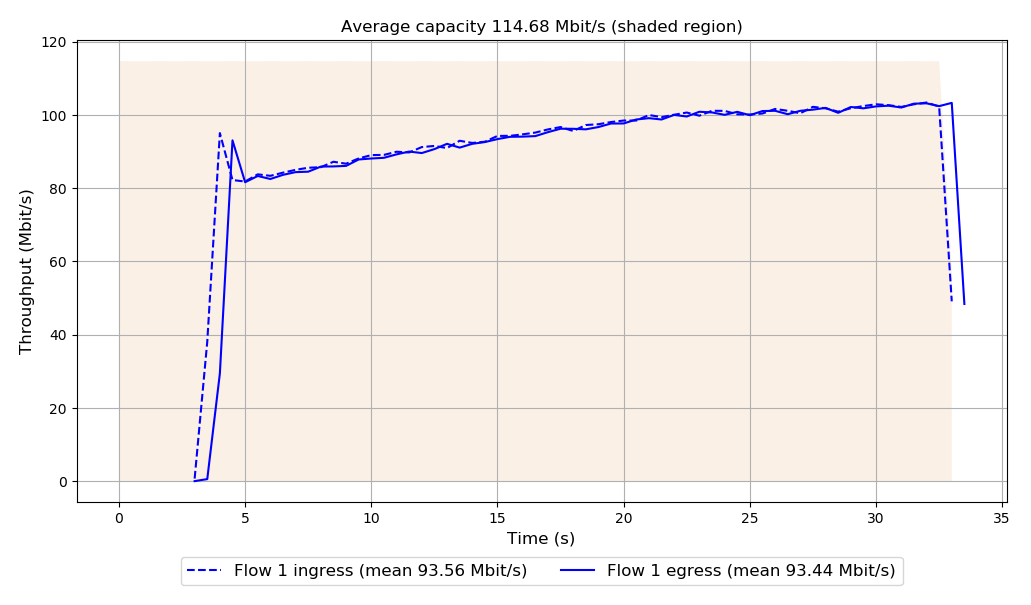 Average capacity 114.68 Mbit/s (shaded region)
Throughput (Mbit/s)
120
100
80
60
40
20
0
0 5 10 15 20 25 30 35
Time (s)
Flow 1 ingress (mean 93.56 Mbit/s) Flow 1 egress (mean 93.44 Mbit/s)